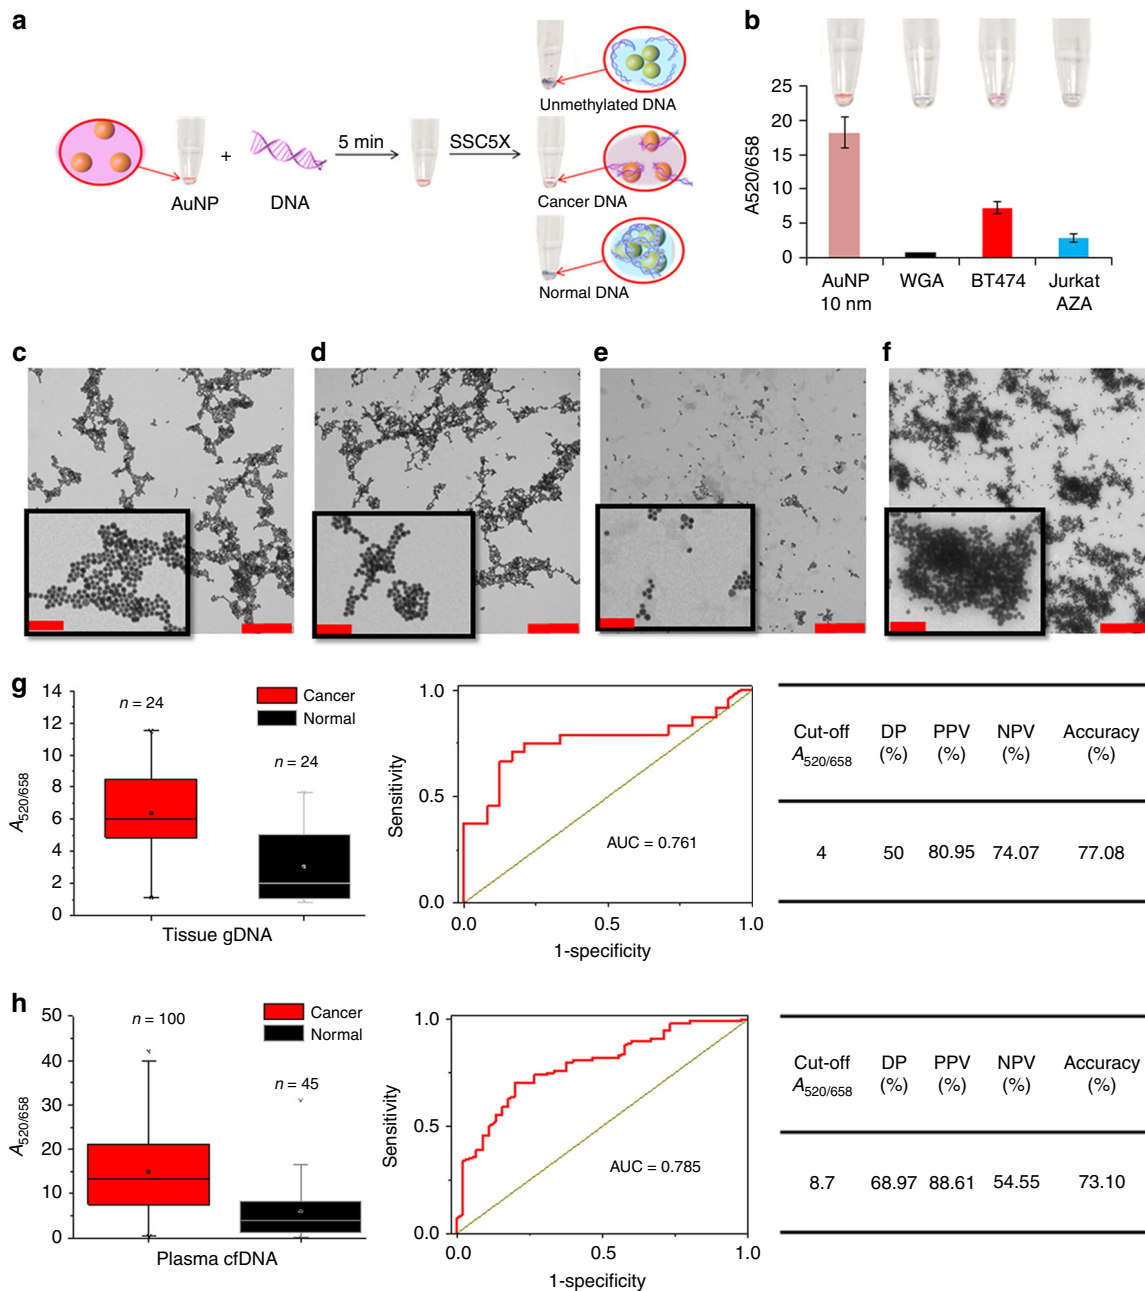 a
AuNP
+
DNA
5 min
SSC5X
Unmethylated DNA
Cancer DNA
Normal DNA
b
A520/658
25
20
15
10
5
0
AuNP
10 nm
WGA
BT474
Jurkat
AZA
c
d
e
f
g
A520/658
14
12
10
8
6
4
2
0
n = 24
Cancer
Normal
n = 24
Tissue gDNA
Sensitivity
1.0
0.5
0.0
AUC = 0.761
0.0
0.5
1.0
1-specificity
Cut-off
A520/658
DP
(%)
PPV
(%)
NPV
(%)
Accuracy
(%)
4 50 80.95 74.07 77.08
h
A520/658
50
40
30
20
10
0
n = 100
Cancer
Normal
n = 45
Plasma cfDNA
Sensitivity
1.0
0.5
0.0
AUC = 0.785
0.0
0.5
1.0
1-specificity
Cut-off
A520/658
DP
(%)
PPV
(%)
NPV
(%)
Accuracy
(%)
8.7 68.97 88.61 54.55 73.10